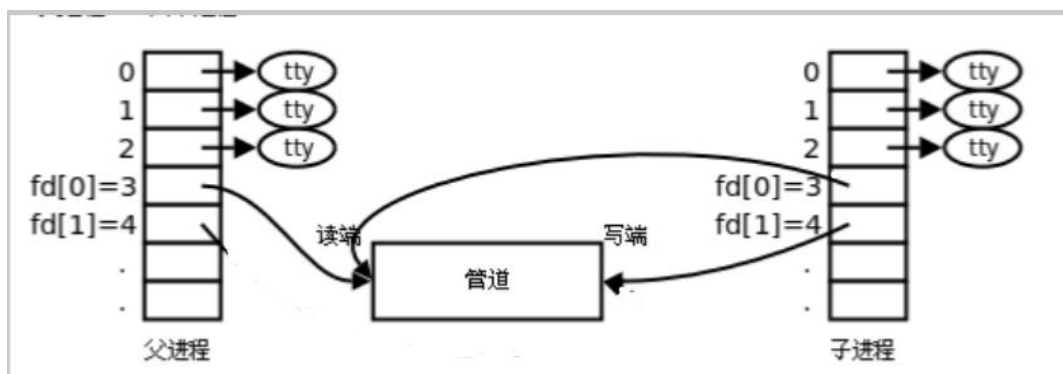 0 tty
1 tty
2 tty
fd[0]=3
fd[1]=4
.
.
父进程
读端
管道
写端
0 tty
1 tty
2 tty
fd[0]=3
fd[1]=4
.
.
子进程